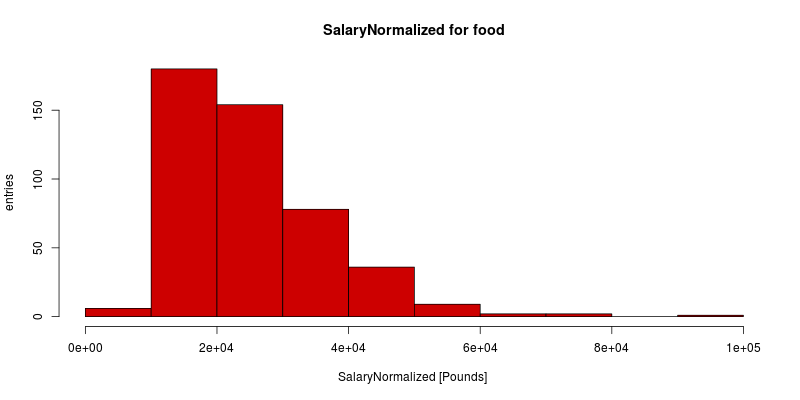 SalaryNormalized for food
entries
150
100
50
0
0e+00 2e+04 4e+04 6e+04 8e+04 1e+05
SalaryNormalized [Pounds]